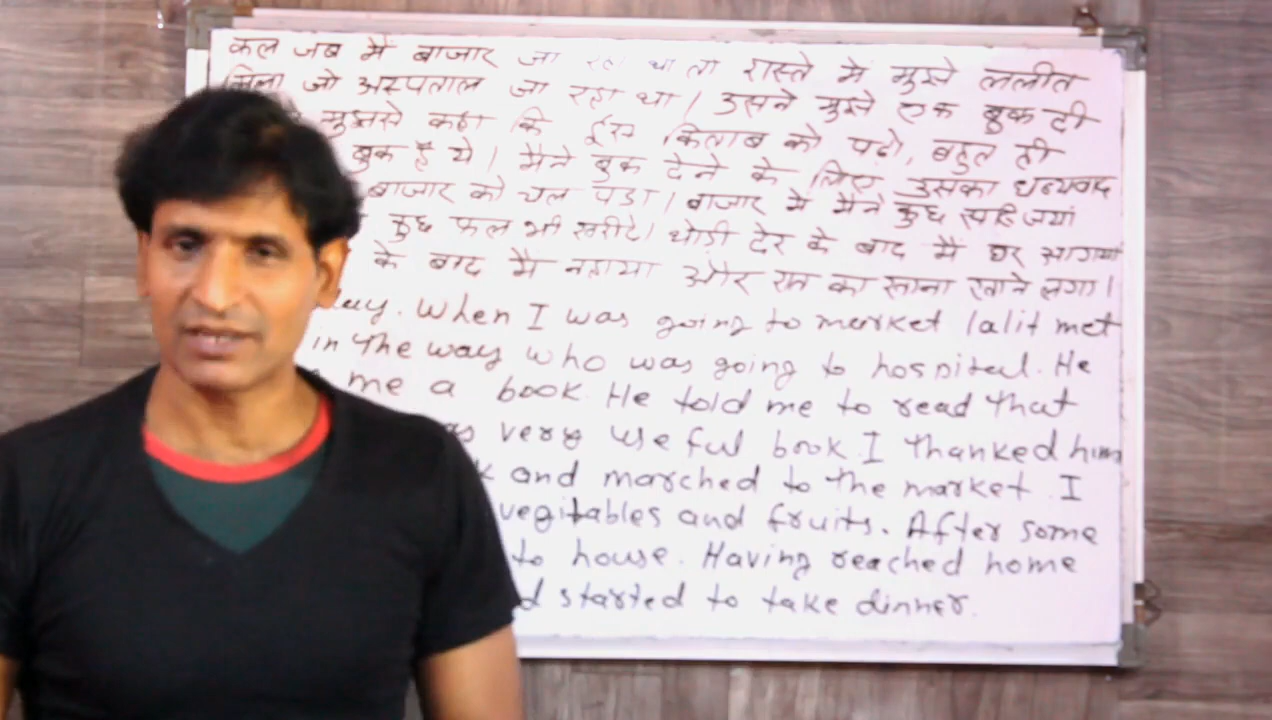 कल जब मैं बाजार जा रहा था तो रास्ते में मुझे ललीत
मिला जो अस्पताल जा रहा था। उसने मुझे एक बुक दी
मुझसे कहा कि इस किताब को पढो, बहुत ही
बुक है ये। मैने बुक देने के लिए उसका धन्यवाद
बाजार को चल पडा। बाजार में मैंने कुछ सब्जियां
कुछ फल भी खरीदे। थोडी देर के बाद मैं घर आगया
के बाद मैं नहाया और रात का खाना खाने लगा।
When I was going to market lalit met
in the way who was going to hospital. He
me a book. He told me to read that
very useful book I thanked him
and marched to the market. I
vegitables and fruits. After some
to house. Having reached home
started to take dinner.